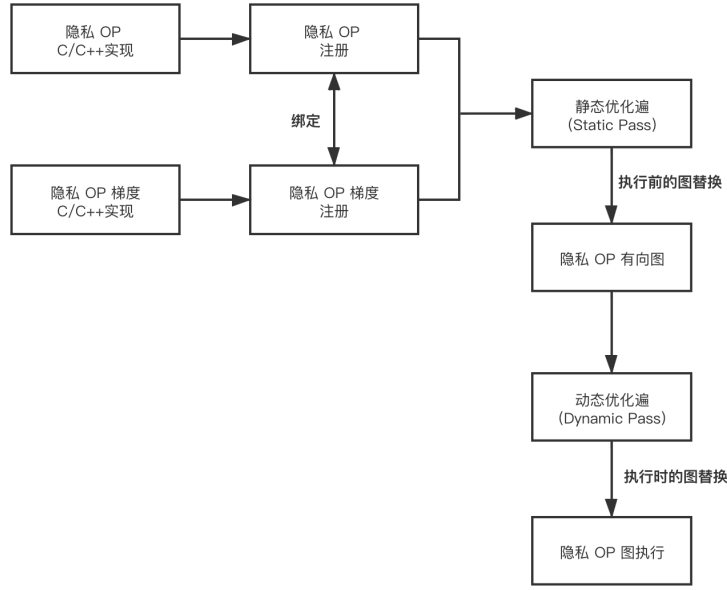 隐私 OP
C/C++实现
隐私 OP
注册
绑定
隐私 OP 梯度
C/C++实现
隐私 OP 梯度
注册
静态优化遍
(Static Pass)
执行前的图替换
隐私 OP 有向图
动态优化遍
(Dynamic Pass)
执行时的图替换
隐私 OP 图执行